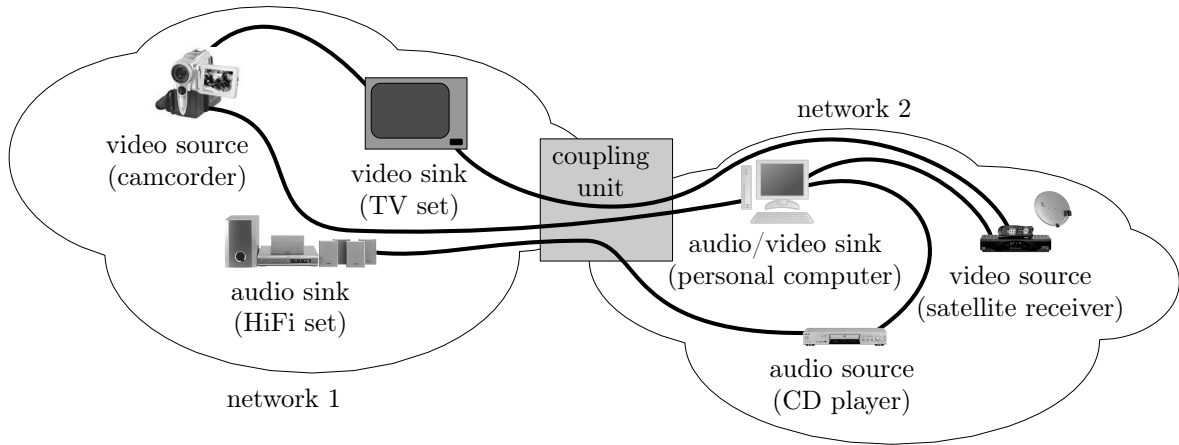 network 2
video source
(camcorder)
video sink
(TV set)
coupling
unit
audio sink
(HiFi set)
audio/video sink
(personal computer)
video source
(satellite receiver)
audio source
(CD player)
network 1